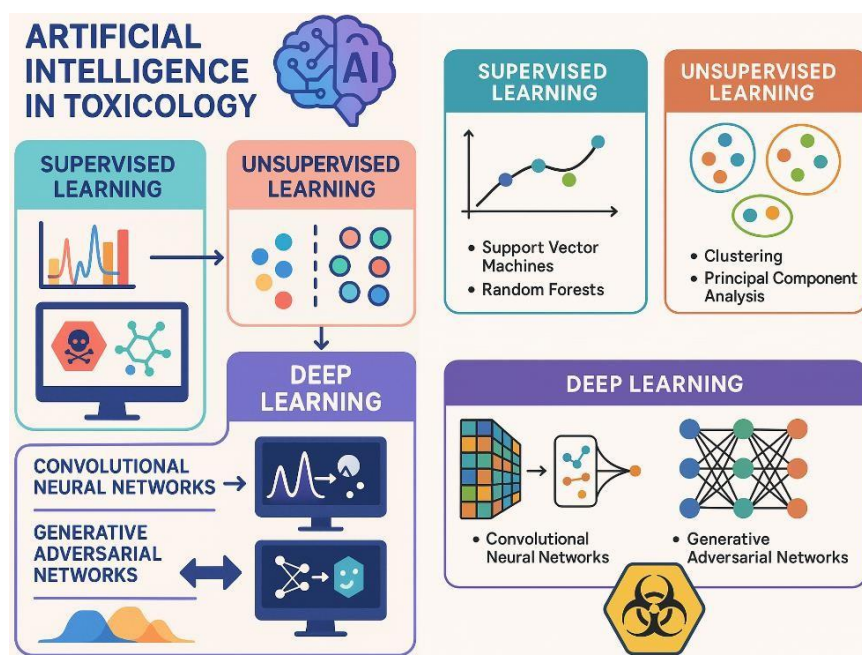 ARTIFICIAL
INTELLIGENCE
IN TOXICOLOGY
AI
SUPERVISED
LEARNING
UNSUPERVISED
LEARNING
DEEP
LEARNING
CONVOLUTIONAL
NEURAL NETWORKS
GENERATIVE
ADVERSARIAL
NETWORKS
SUPERVISED
LEARNING
• Support Vector
Machines
• Random Forests
UNSUPERVISED
LEARNING
• Clustering
• Principal Component
Analysis
DEEP LEARNING
• Convolutional
Neural Networks
• Generative
Adversarial Networks